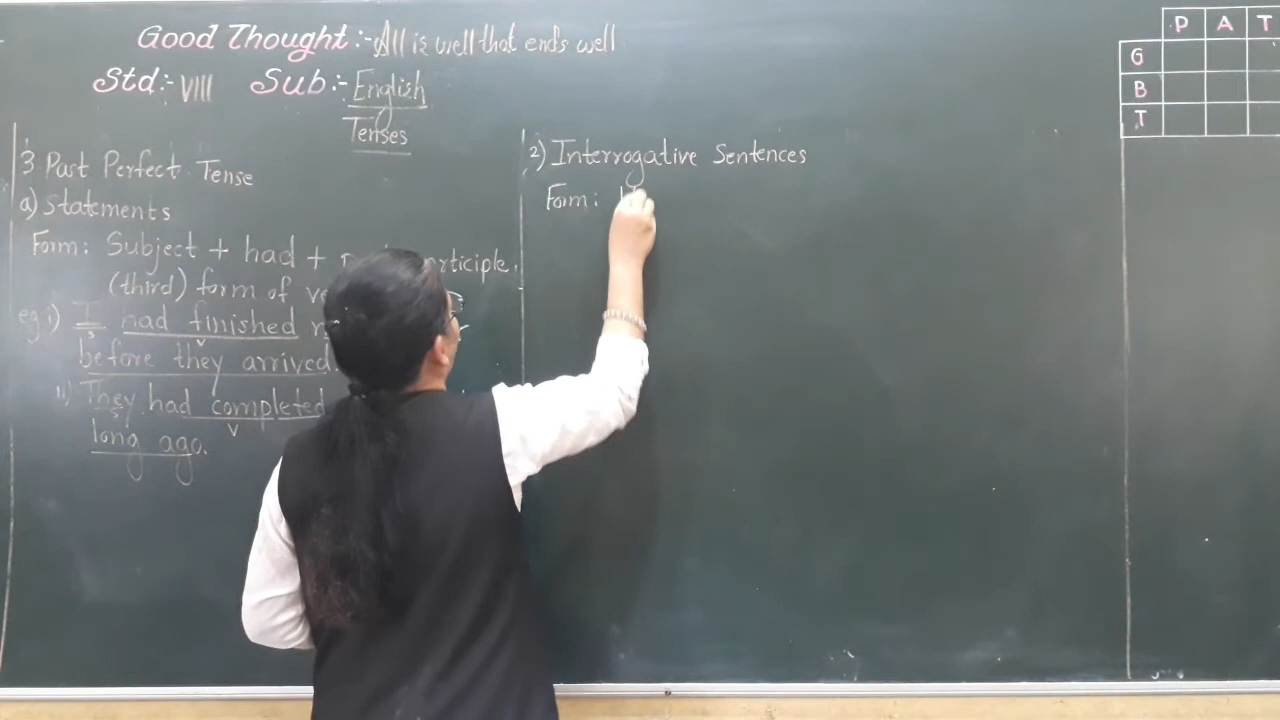 Good Thought :- All is well that ends well
Std:- VIII Sub:- English
Tenses
P A T
G
B
T
3 Past Perfect Tense
a) Statements
Form: Subject + had +
(third) form of
eg. i) I had finished
s v
before they arrived.
ii) They had completed
s v
long ago.
2) Interrogative Sentences
Form: